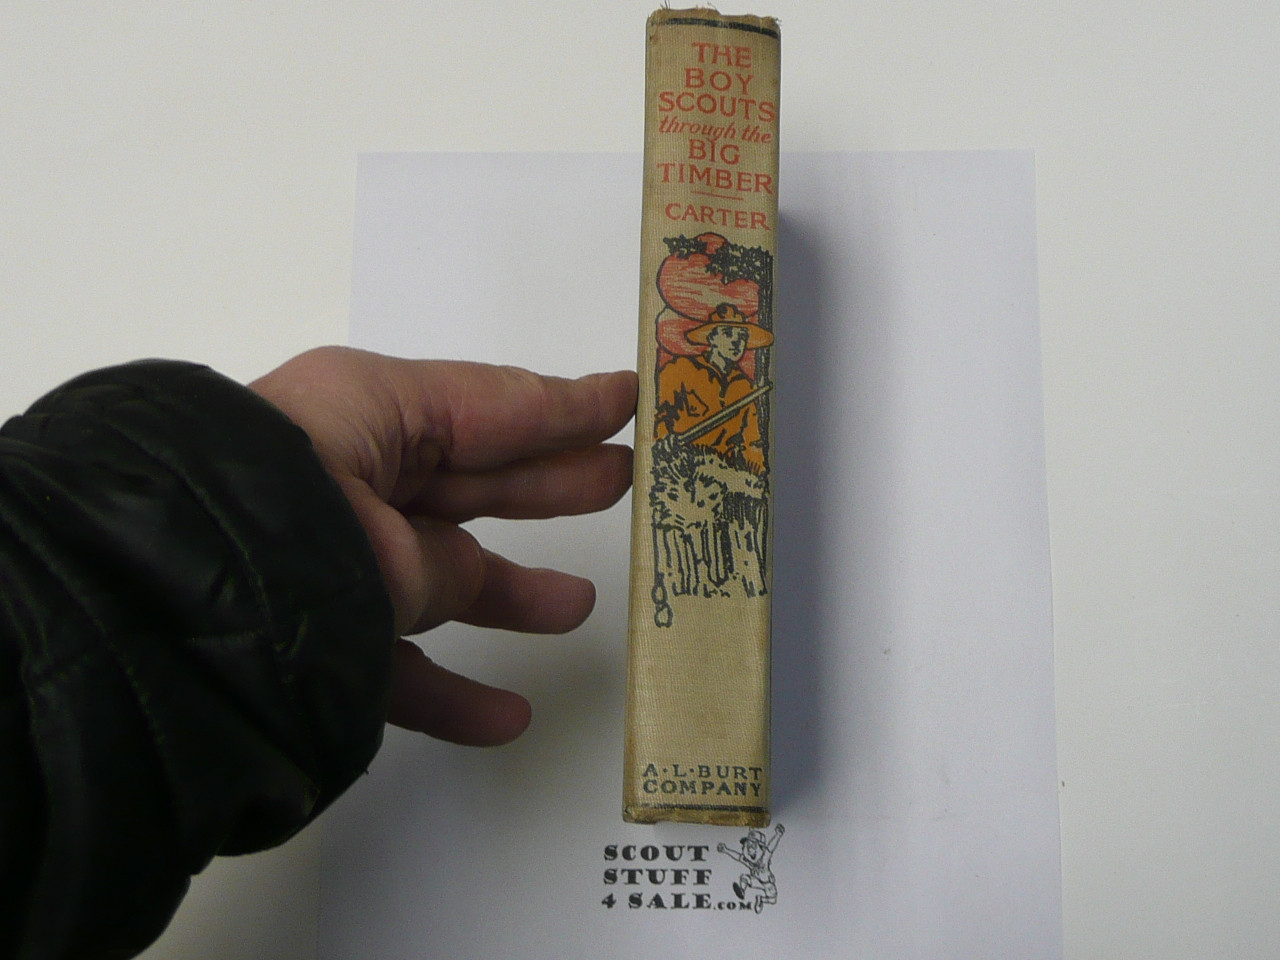 THE
BOY
SCOUTS
through the
BIG
TIMBER
CARTER
A·L·BURT
COMPANY
SCOUT
STUFF
4 SALE.COM